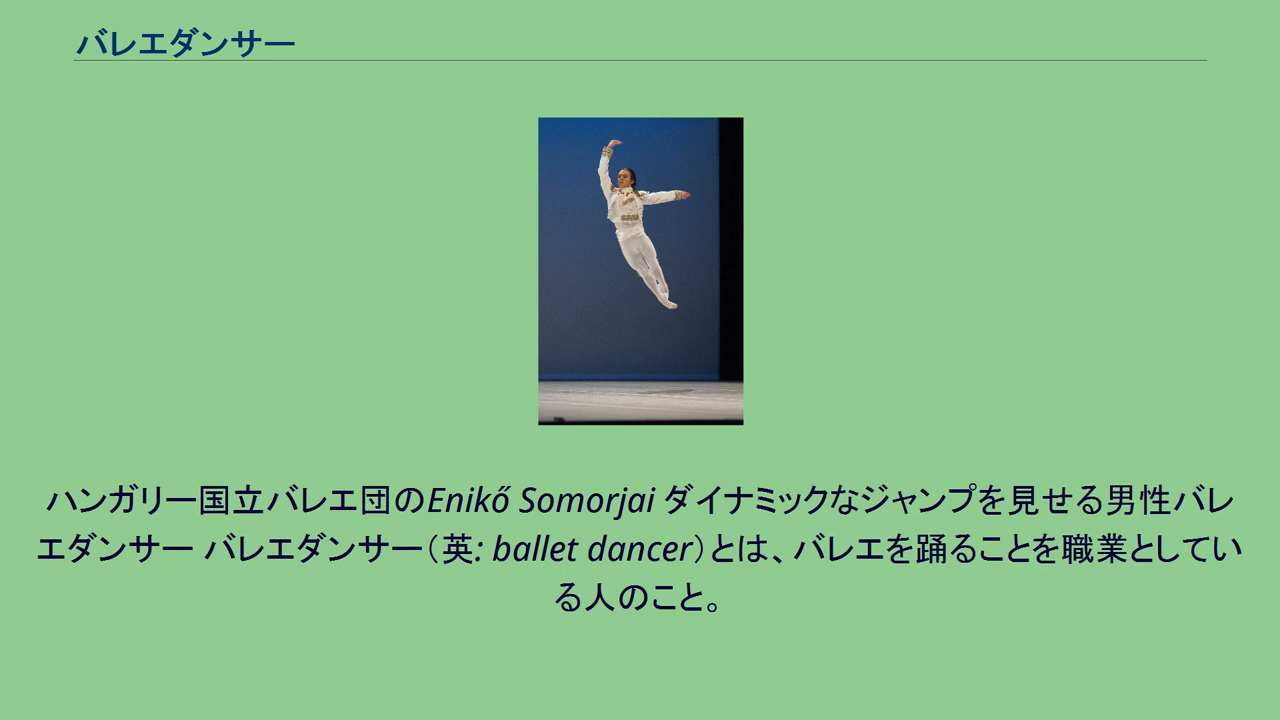 バレエダンサー
ハンガリー国立バレエ団のEnikő Somorjai ダイナミックなジャンプを見せる男性バレ
エダンサー バレエダンサー（英: ballet dancer）とは、バレエを踊ることを職業としてい
る人のこと。